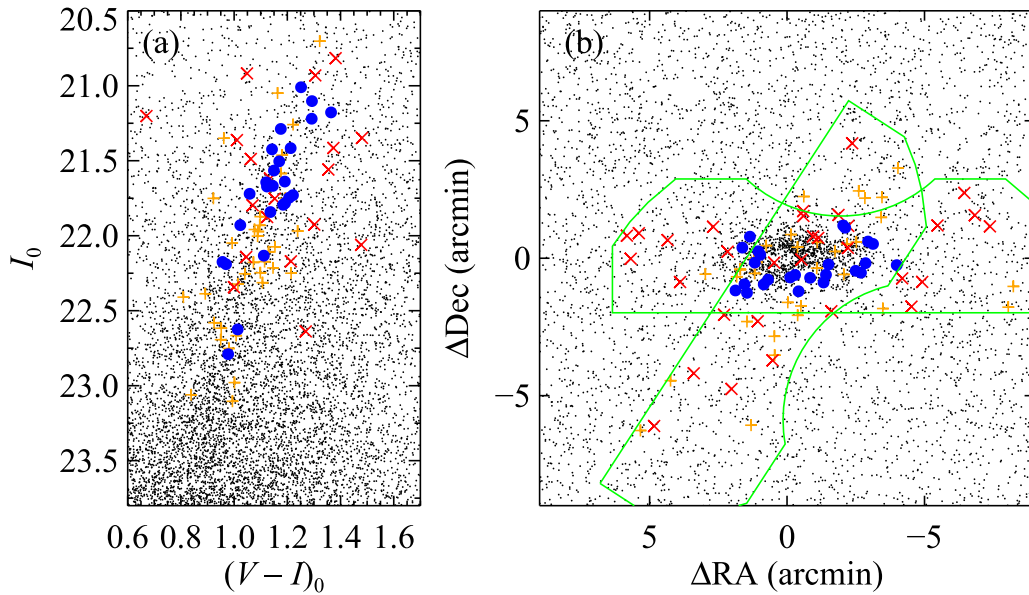 (a)
20.5
21.0
21.5
22.0
22.5
23.0
23.5
I0
0.6 0.8 1.0 1.2 1.4 1.6
(V − I)0
(b)
5
0
−5
ΔDec (arcmin)
5 0 −5
ΔRA (arcmin)